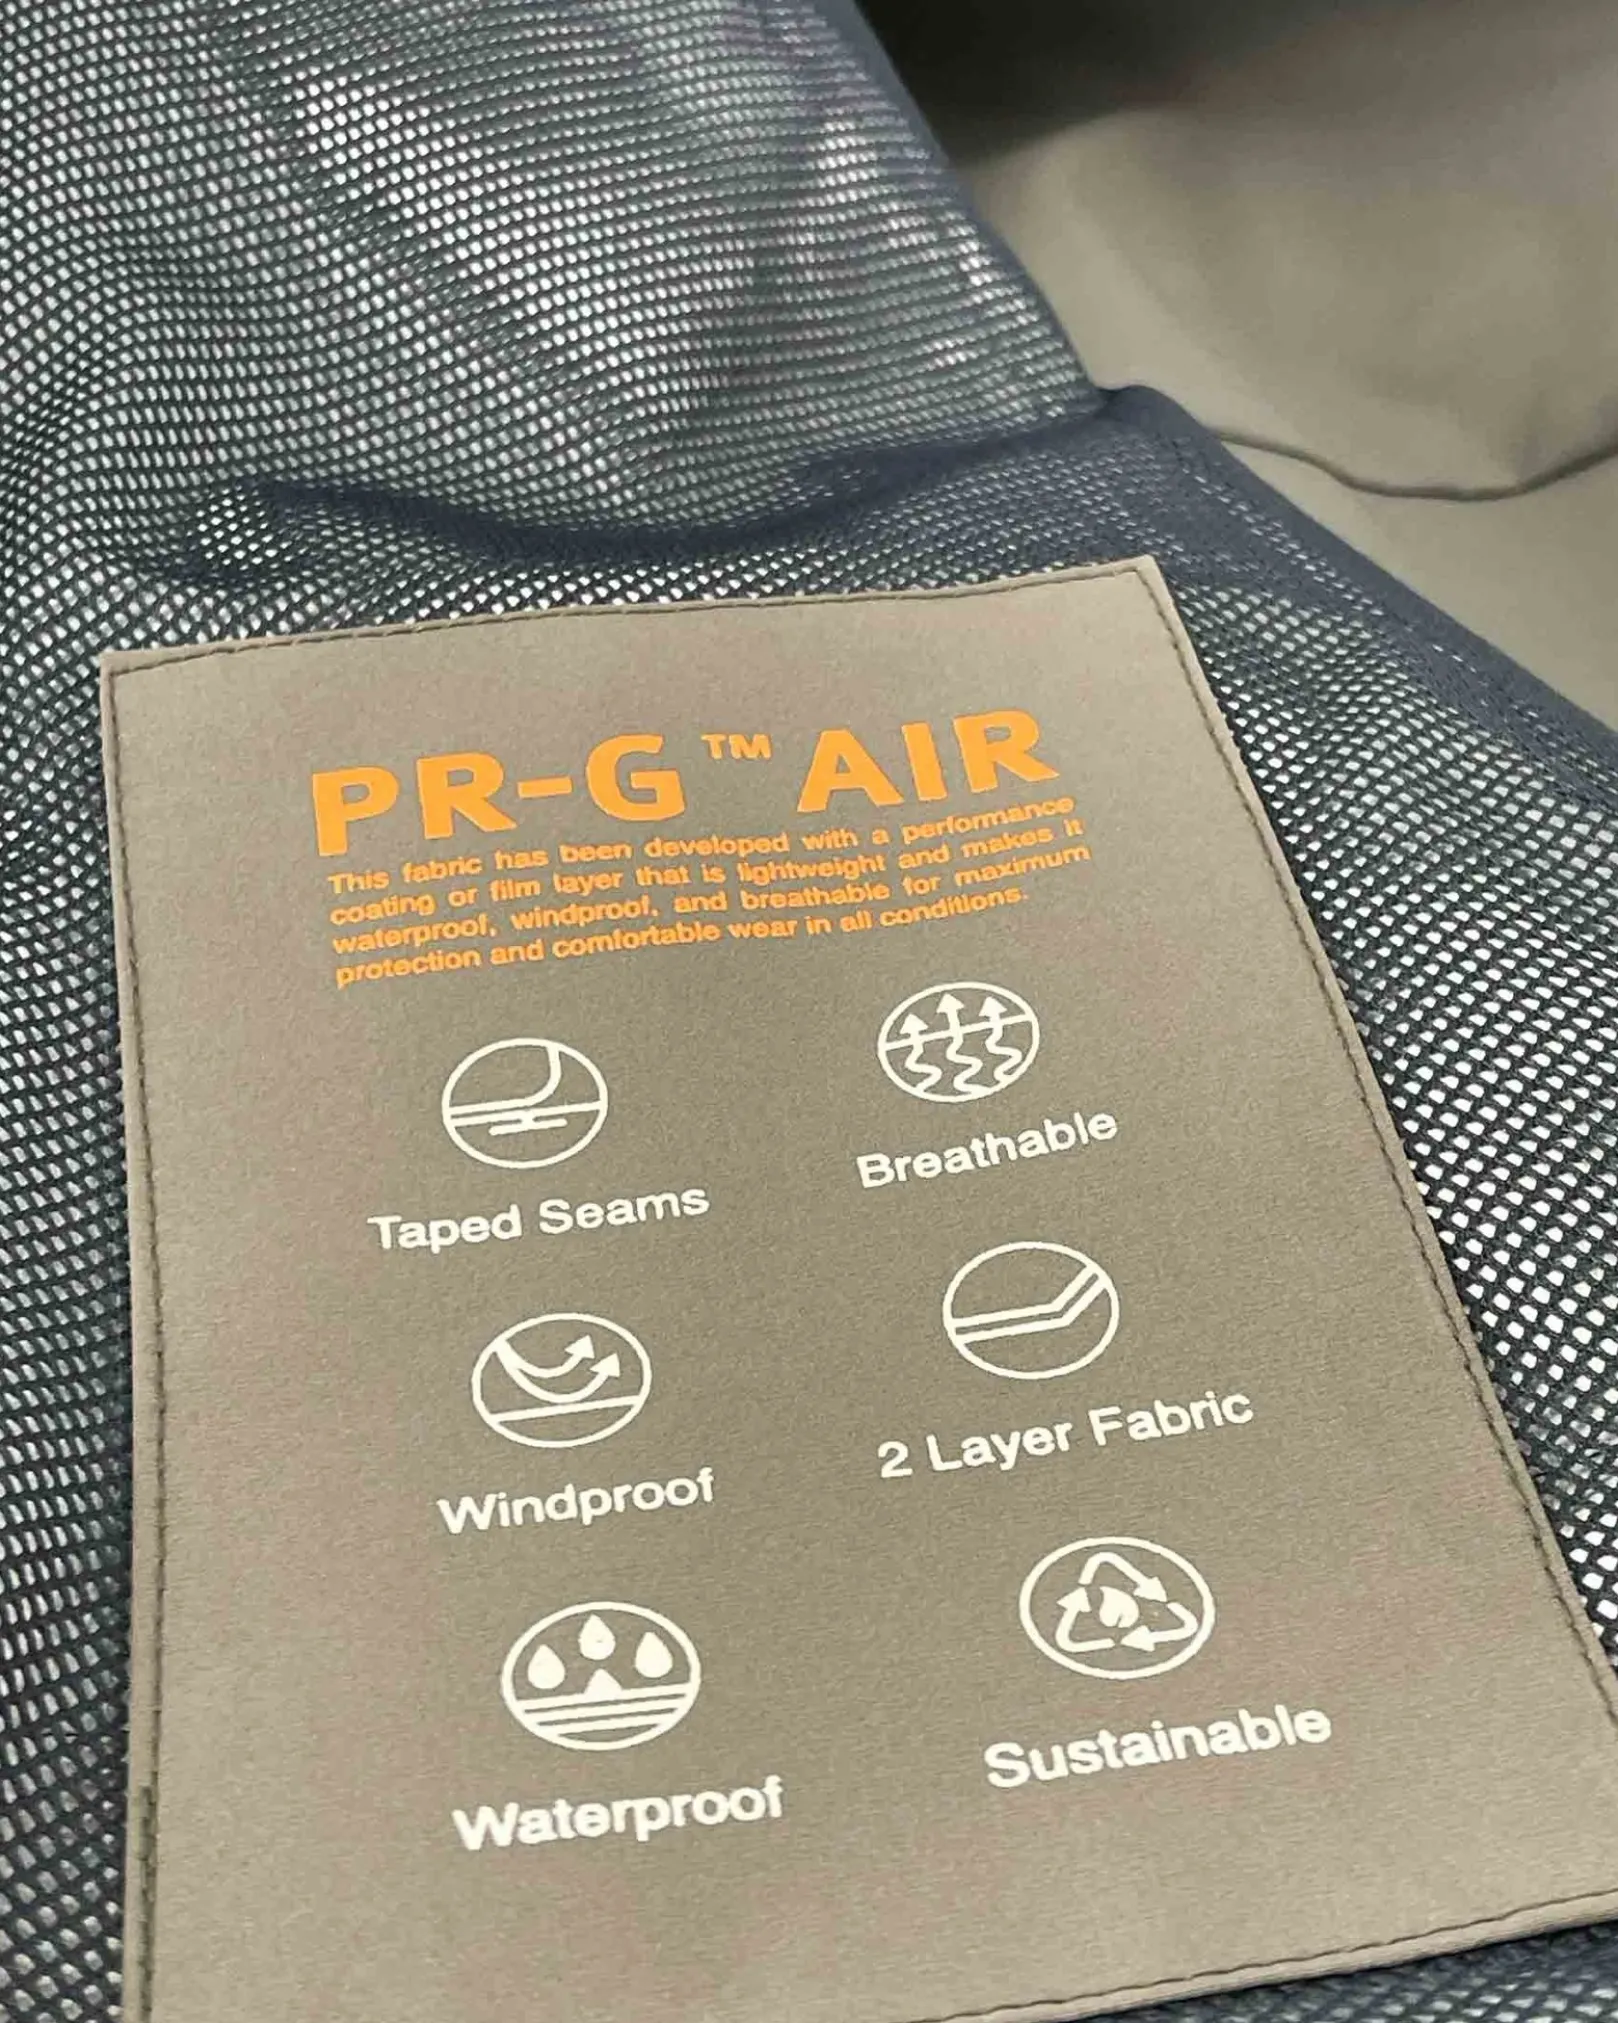 PR-G™ AIR
This fabric has been developed with a performance
coating or film layer that is lightweight and makes it
waterproof, windproof, and breathable for maximum
protection and comfortable wear in all conditions.
Taped Seams
Breathable
Windproof
2 Layer Fabric
Waterproof
Sustainable